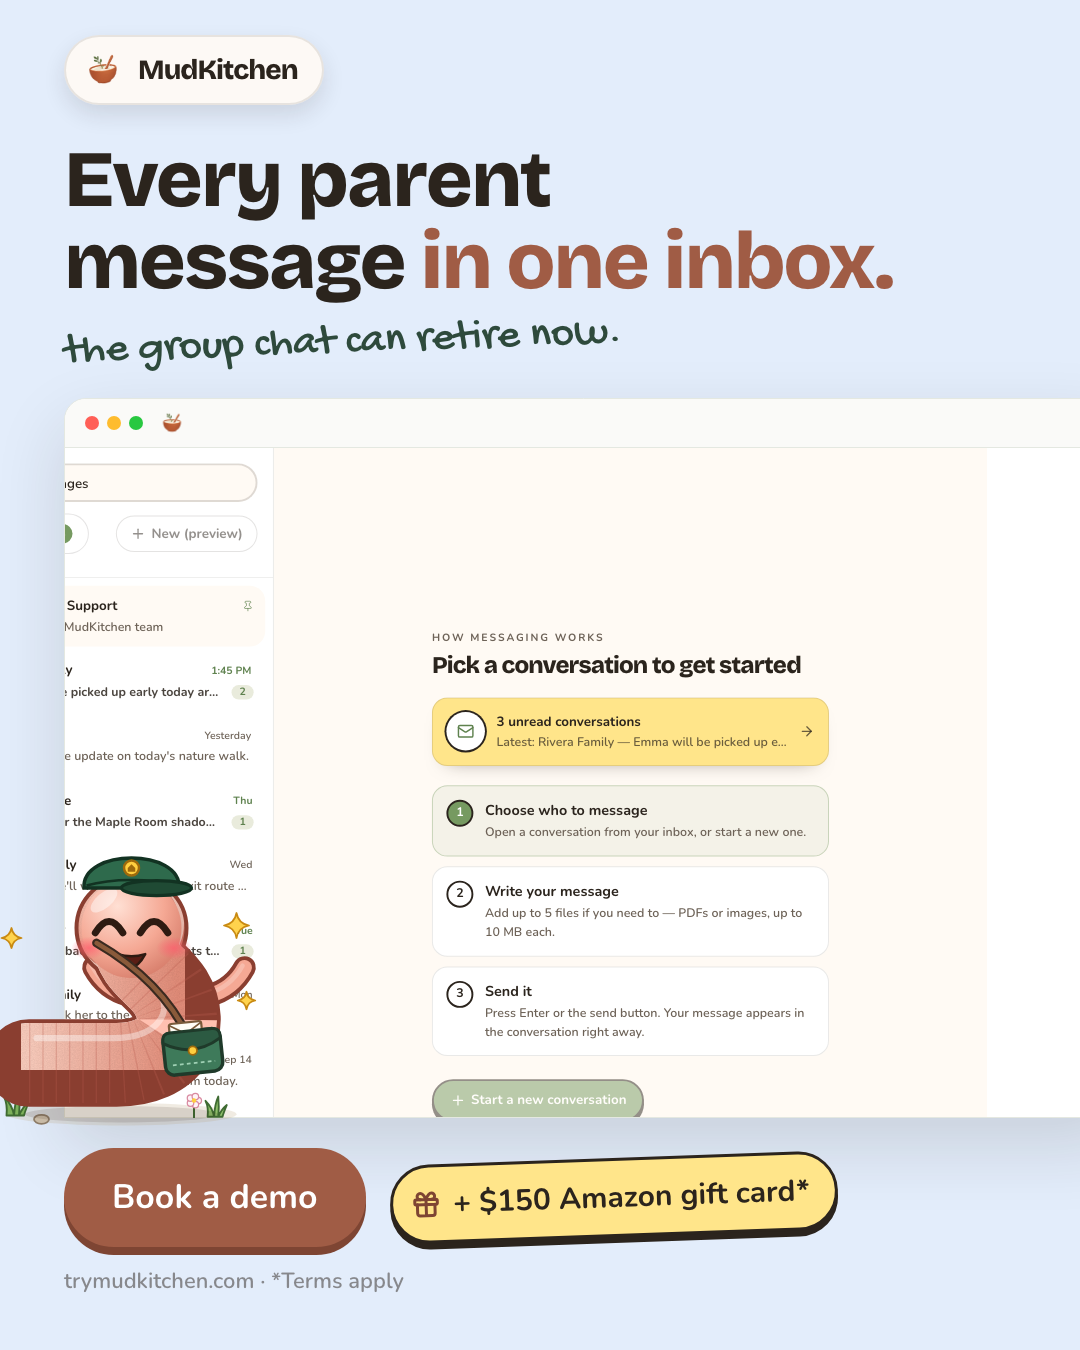 MudKitchen
Every parent
message in one inbox.
the group chat can retire now.
New (preview)
Support
MudKitchen team
1:45 PM
picked up early today ar... 2
Yesterday
update on today's nature walk.
Thu
the Maple Room shado... 1
Wed
route ...
1
her to the
today.
HOW MESSAGING WORKS
Pick a conversation to get started
3 unread conversations
Latest: Rivera Family — Emma will be picked up e...
1 Choose who to message
Open a conversation from your inbox, or start a new one.
2 Write your message
Add up to 5 files if you need to — PDFs or images, up to
10 MB each.
3 Send it
Press Enter or the send button. Your message appears in
the conversation right away.
+ Start a new conversation
Book a demo
+ $150 Amazon gift card*
trymudkitchen.com · *Terms apply